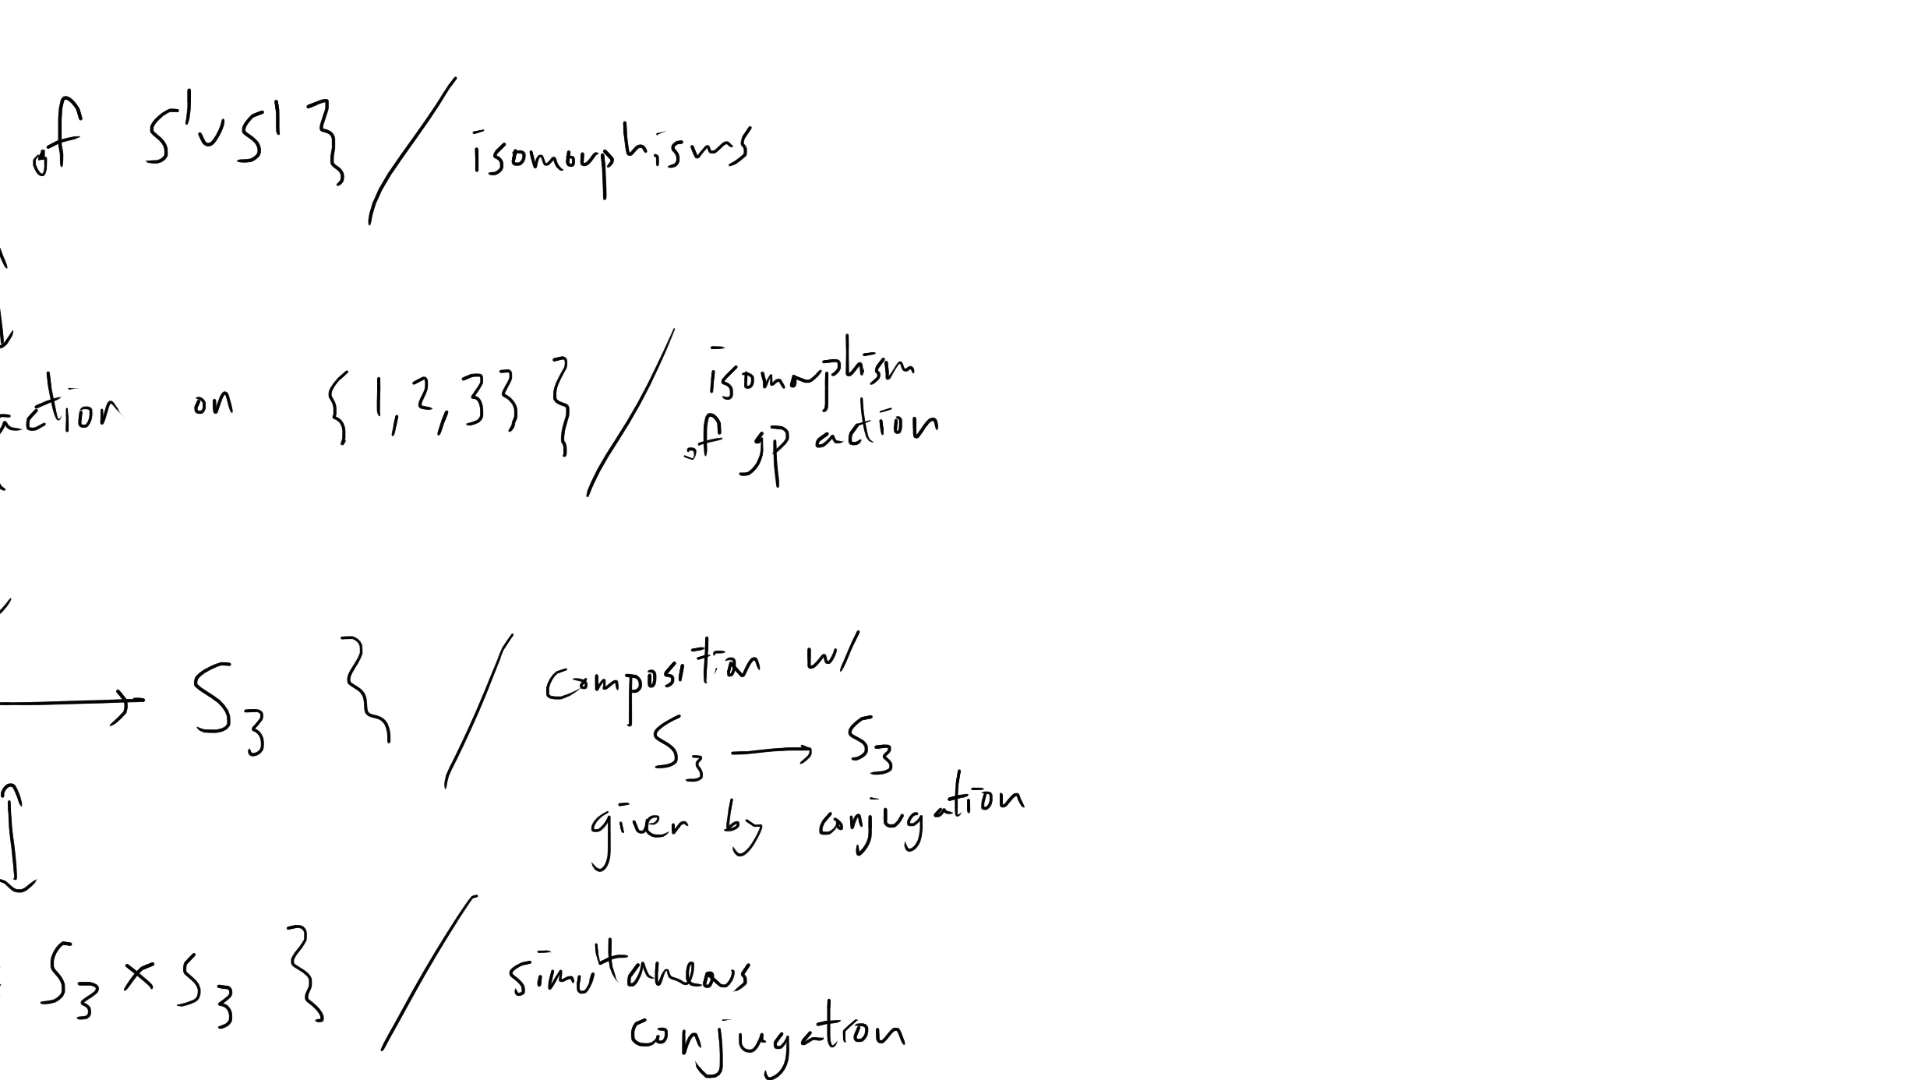 of S¹∨S¹ } / isomorphisms
action on {1,2,3} } / isomorphism
of gp action
⟶ S₃ } / composition w/
S₃ ⟶ S₃
given by conjugation
S₃ × S₃ } / simultaneous
conjugation